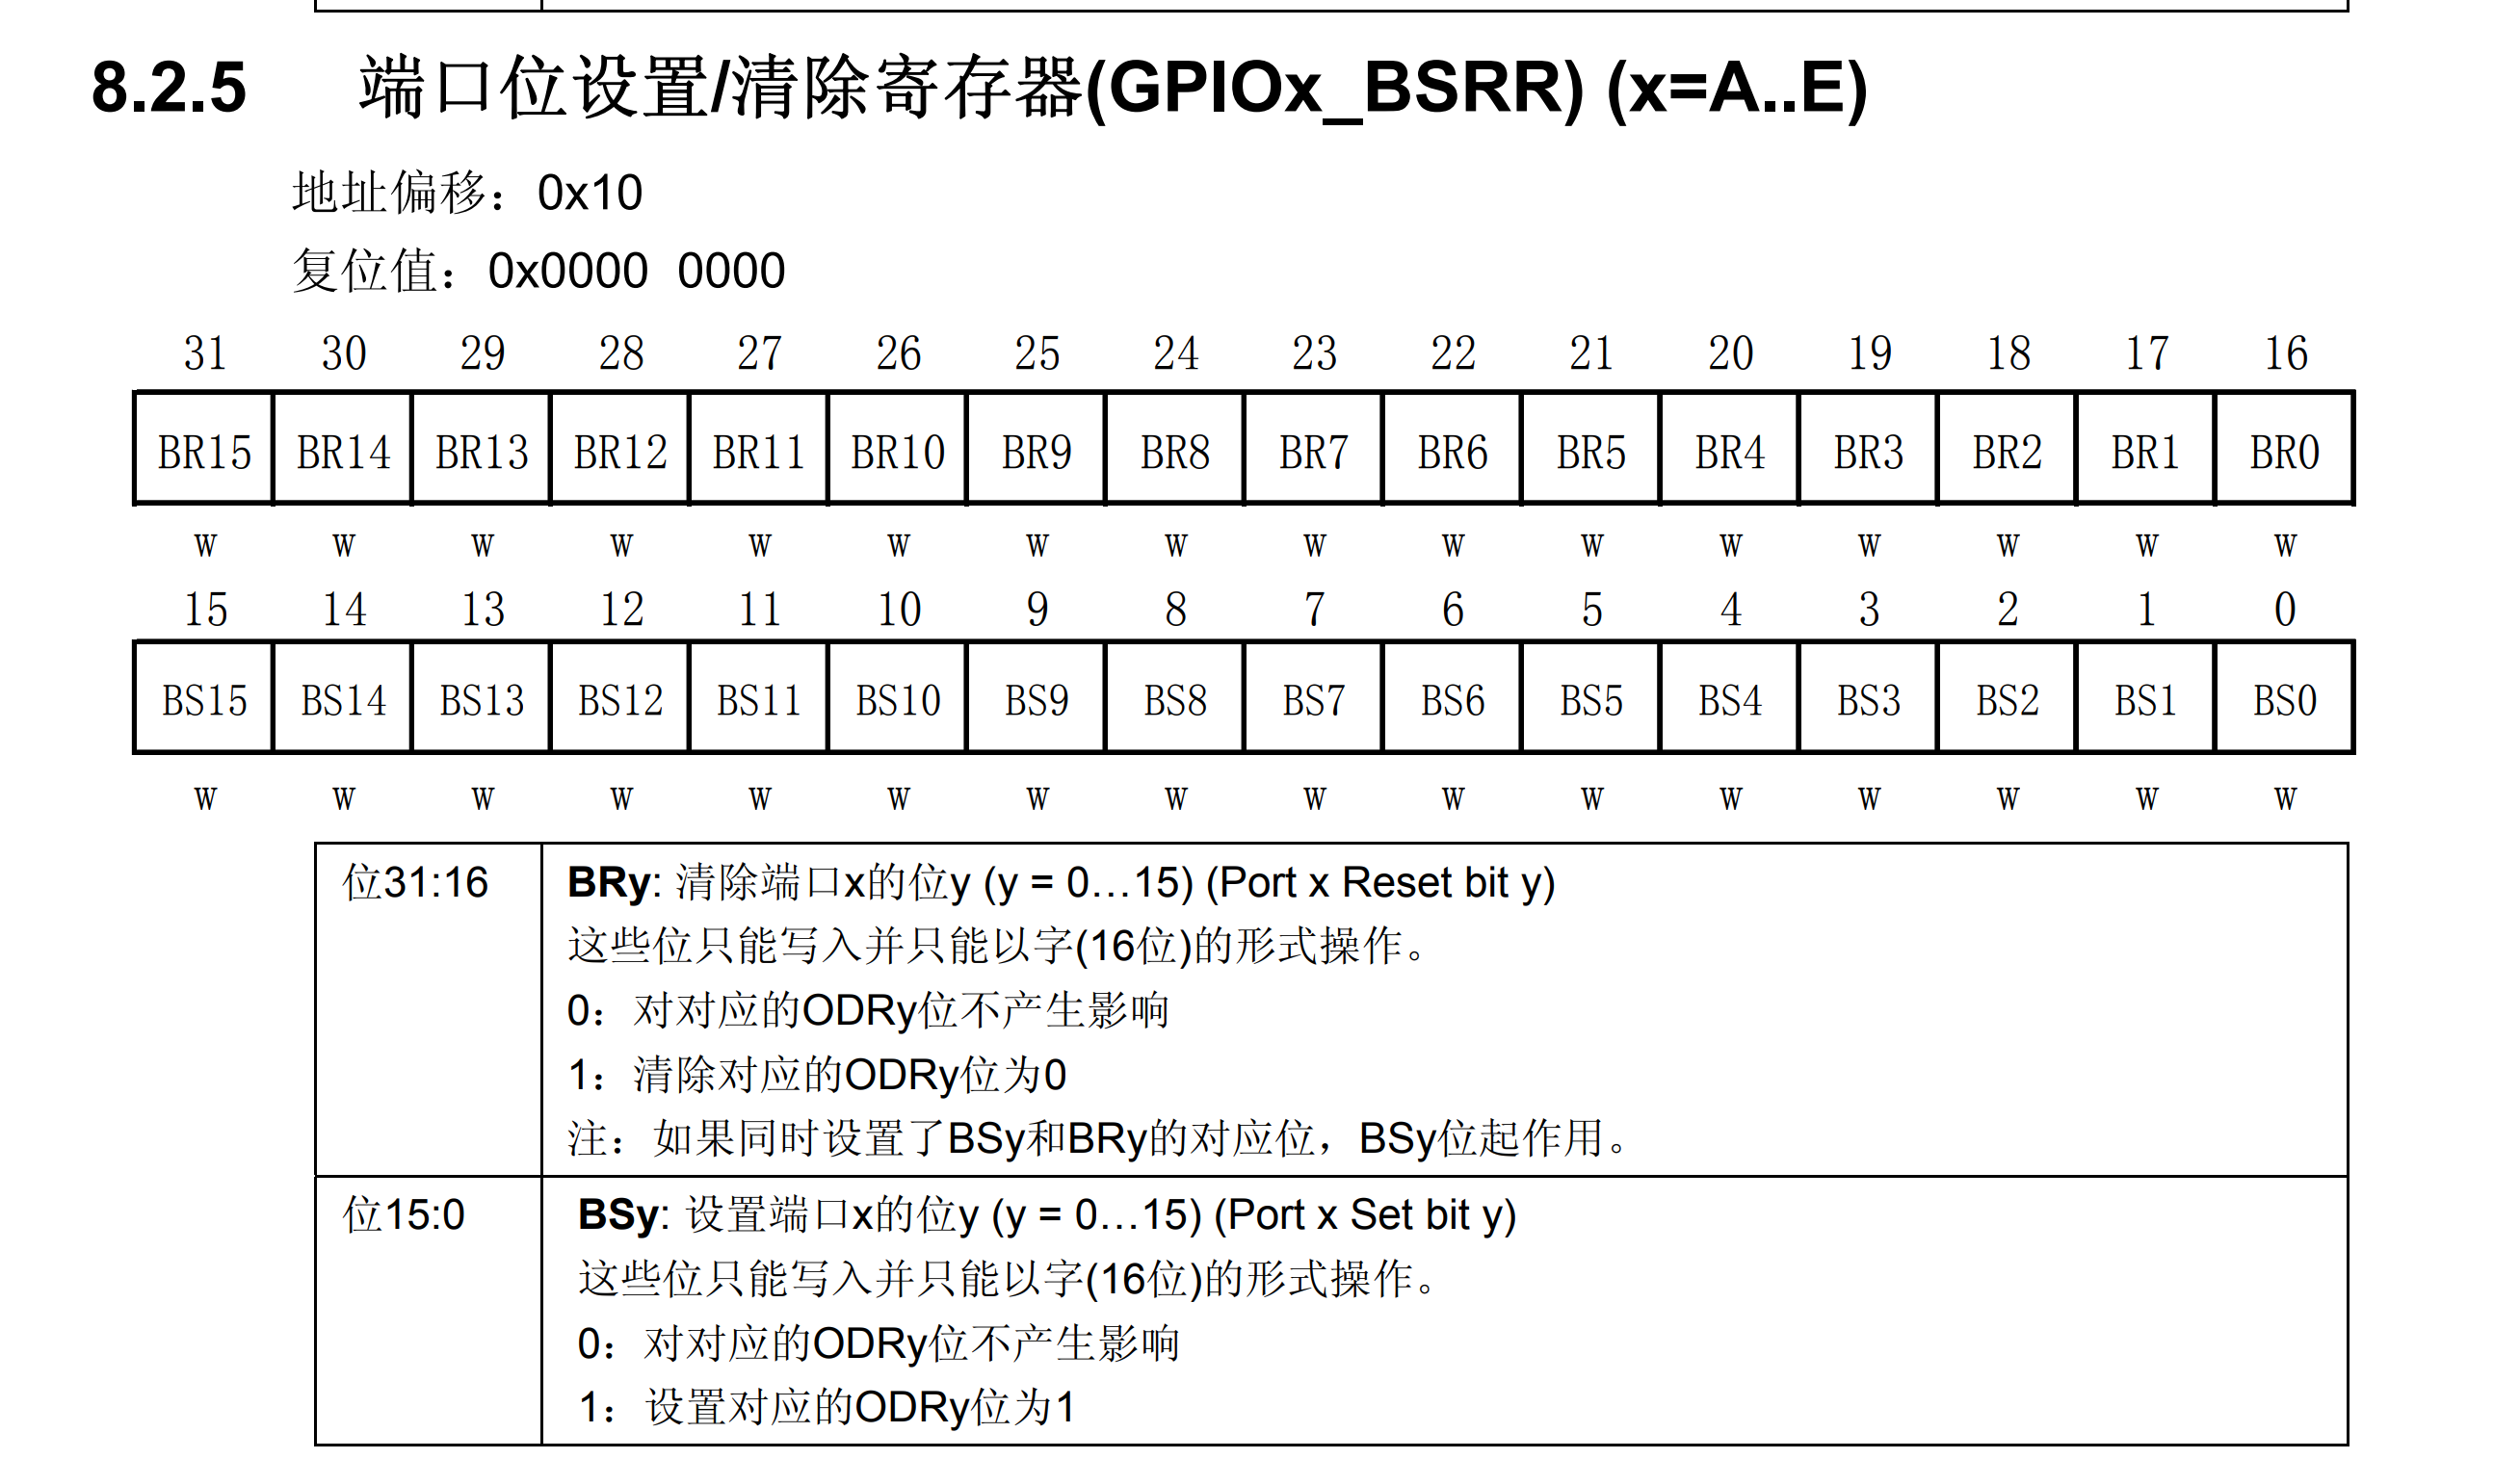 8.2.5 端口位设置/清除寄存器(GPIOx_BSRR) (x=A..E)
地址偏移：0x10
复位值：0x0000 0000
31 30 29 28 27 26 25 24 23 22 21 20 19 18 17 16
BR15 BR14 BR13 BR12 BR11 BR10 BR9 BR8 BR7 BR6 BR5 BR4 BR3 BR2 BR1 BR0
w w w w w w w w w w w w w w w w
15 14 13 12 11 10 9 8 7 6 5 4 3 2 1 0
BS15 BS14 BS13 BS12 BS11 BS10 BS9 BS8 BS7 BS6 BS5 BS4 BS3 BS2 BS1 BS0
w w w w w w w w w w w w w w w w
位31:16 BRy: 清除端口x的位y (y = 0…15) (Port x Reset bit y)
这些位只能写入并只能以字(16位)的形式操作。
0：对对应的ODRy位不产生影响
1：清除对应的ODRy位为0
注：如果同时设置了BSy和BRy的对应位，BSy位起作用。
位15:0 BSy: 设置端口x的位y (y = 0…15) (Port x Set bit y)
这些位只能写入并只能以字(16位)的形式操作。
0：对对应的ODRy位不产生影响
1：设置对应的ODRy位为1